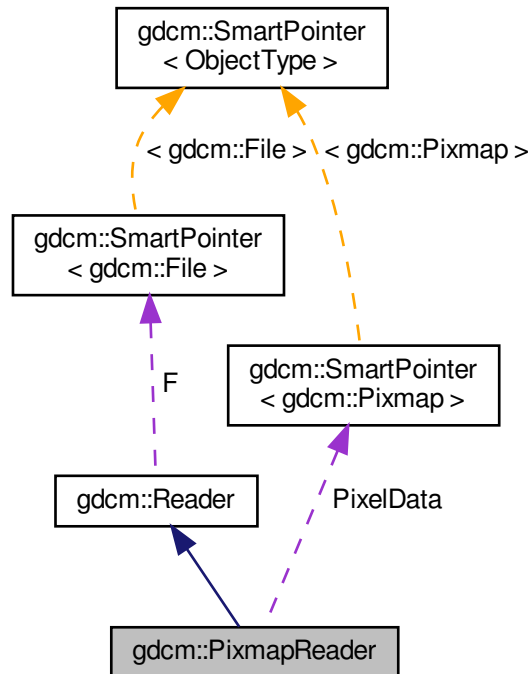 gdcm::SmartPointer
< ObjectType >
< gdcm::File >
< gdcm::Pixmap >
gdcm::SmartPointer
< gdcm::File >
gdcm::SmartPointer
< gdcm::Pixmap >
F
gdcm::Reader
PixelData
gdcm::PixmapReader